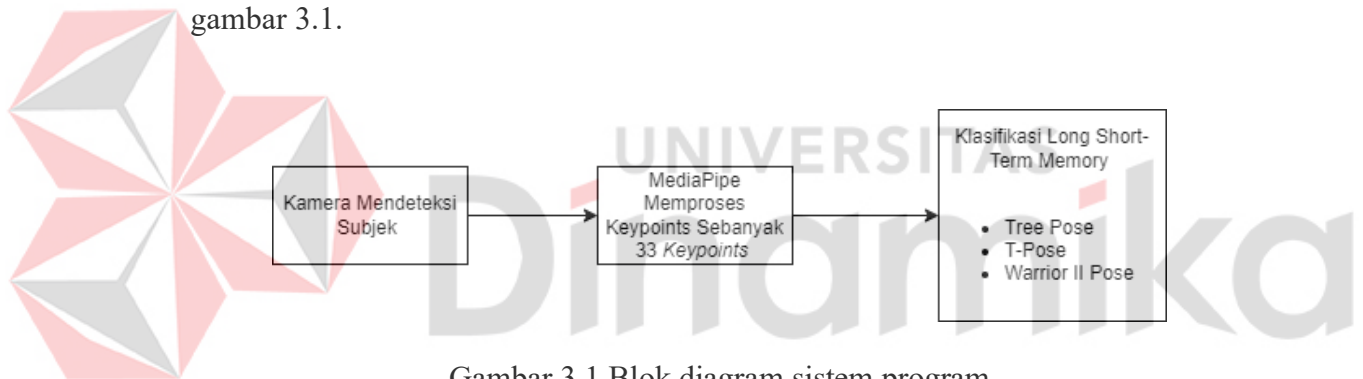 gambar 3.1.
UNIVERSITAS
Dinamika
Kamera Mendeteksi
Subjek
MediaPipe
Memproses
Keypoints Sebanyak
33 Keypoints
Klasifikasi Long Short-
Term Memory
• Tree Pose
• T-Pose
• Warrior II Pose
Gambar 3.1 Blok diagram sistem program